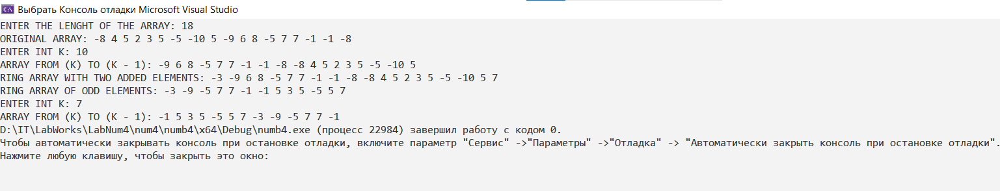 Выбрать Консоль отладки Microsoft Visual Studio
ENTER THE LENGHT OF THE ARRAY: 18
ORIGINAL ARRAY: -8 4 5 2 3 5 -5 -10 5 -9 6 8 -5 7 7 -1 -1 -8
ENTER INT K: 10
ARRAY FROM (K) TO (K - 1): -9 6 8 -5 7 7 -1 -1 -8 -8 4 5 2 3 5 -5 -10 5
RING ARRAY WITH TWO ADDED ELEMENTS: -3 -9 6 8 -5 7 7 -1 -1 -8 -8 4 5 2 3 5 -5 -10 5 7
RING ARRAY OF ODD ELEMENTS: -3 -9 -5 7 7 -1 -1 5 3 5 -5 5 7
ENTER INT K: 7
ARRAY FROM (K) TO (K - 1): -1 5 3 5 -5 5 7 -3 -9 -5 7 7 -1
D:\IT\LabWorks\LabNum4\num4\numb4\x64\Debug\numb4.exe (процесс 22984) завершил работу с кодом 0.
Чтобы автоматически закрывать консоль при остановке отладки, включите параметр "Сервис" ->"Параметры" ->"Отладка" -> "Автоматически закрыть консоль при остановке отладки".
Нажмите любую клавишу, чтобы закрыть это окно: